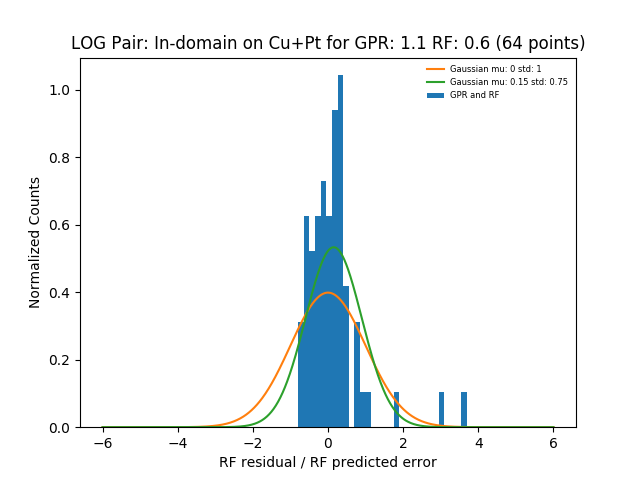 LOG Pair: In-domain on Cu+Pt for GPR: 1.1 RF: 0.6 (64 points)
Gaussian mu: 0 std: 1
Gaussian mu: 0.15 std: 0.75
GPR and RF
Normalized Counts
1.0
0.8
0.6
0.4
0.2
0.0
−6 −4 −2 0 2 4 6
RF residual / RF predicted error